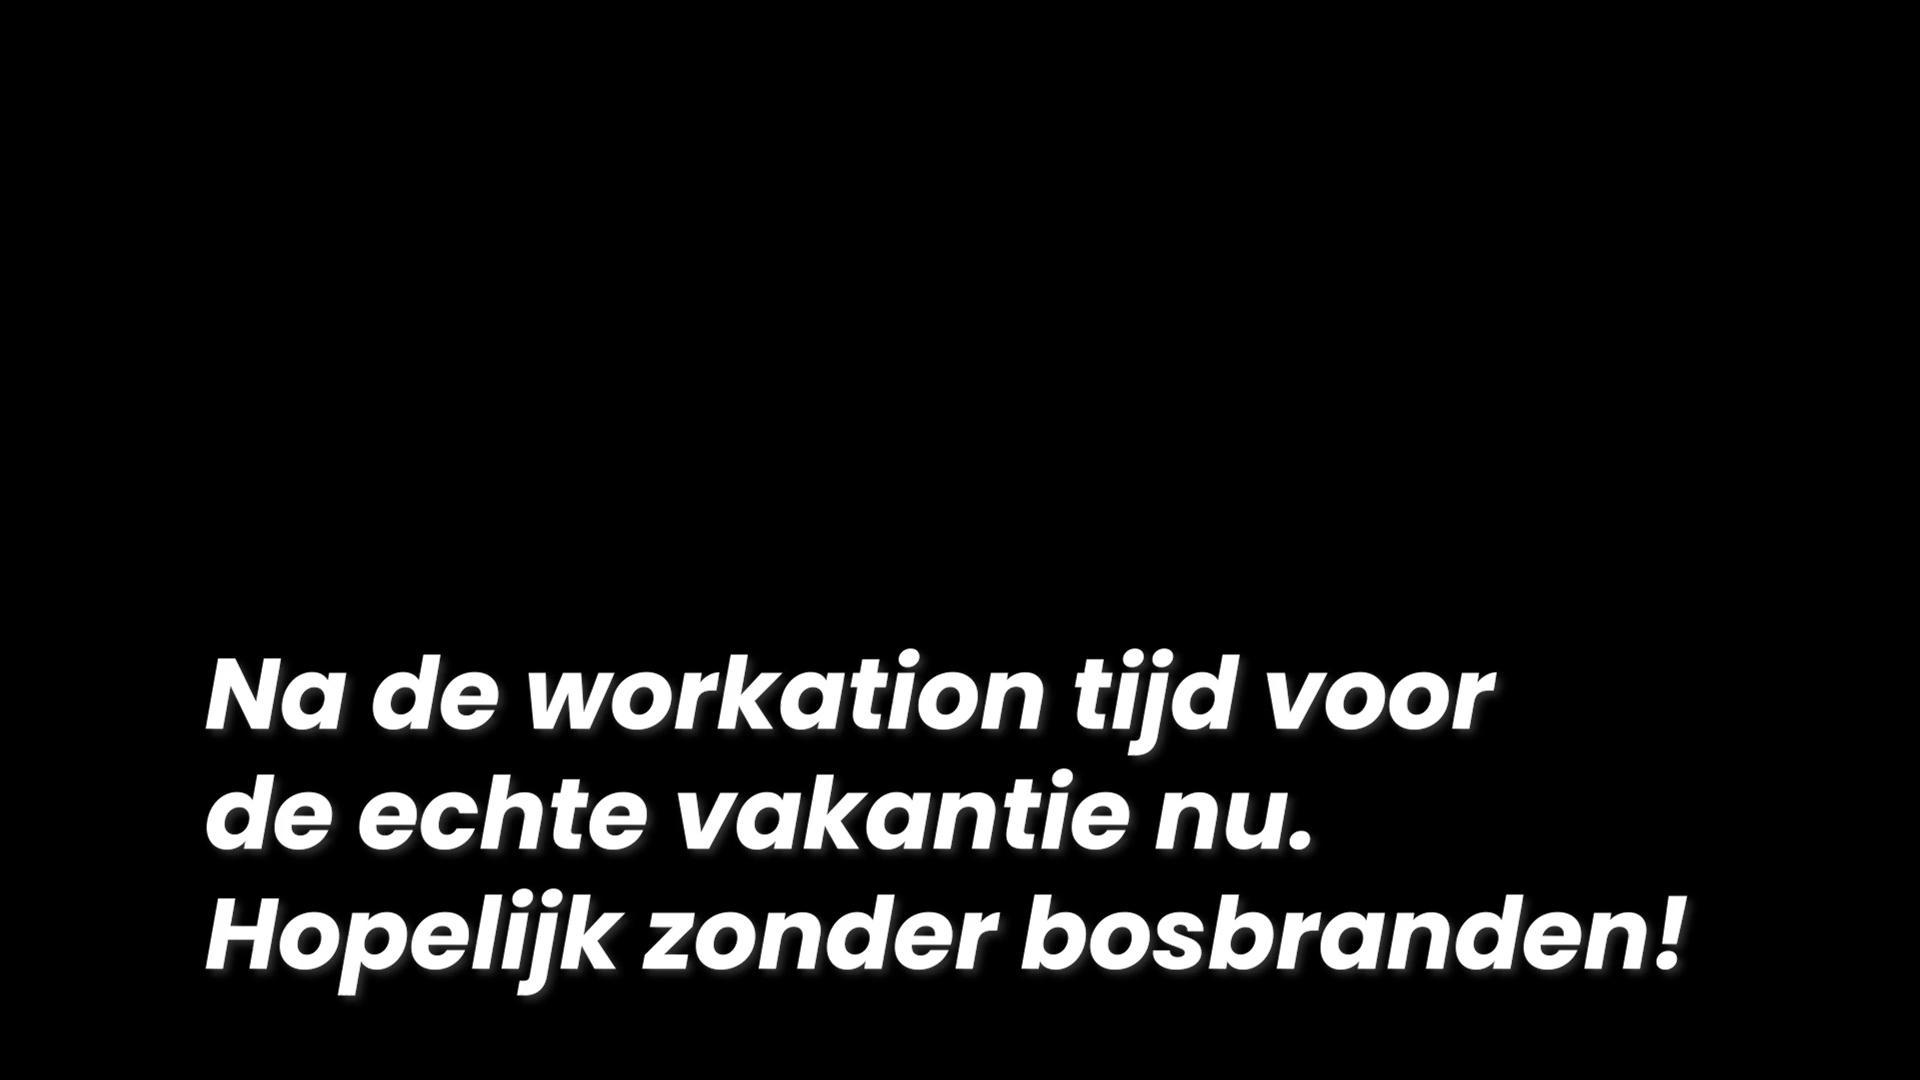 Na de workation tijd voor
de echte vakantie nu.
Hopelijk zonder bosbranden!